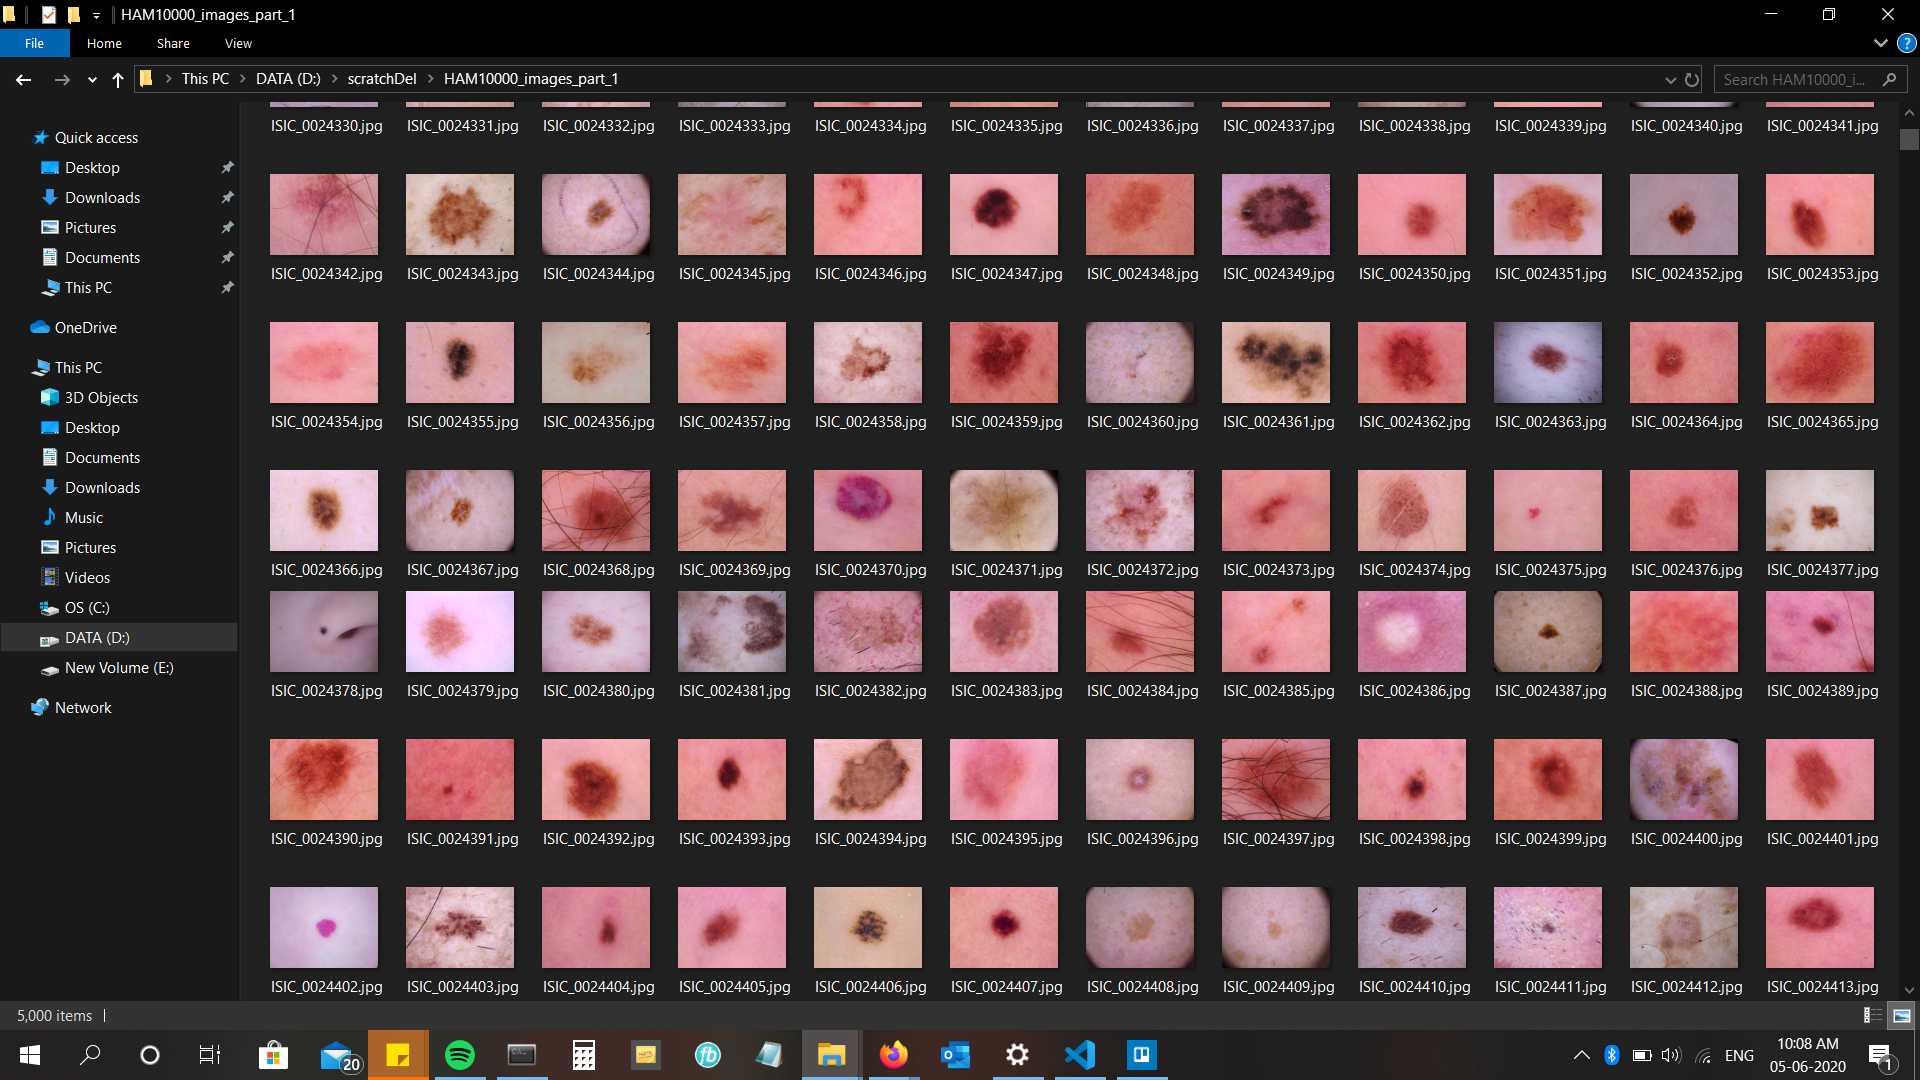 HAM10000_images_part_1
File Home Share View
This PC DATA (D:) scratchDel HAM10000_images_part_1
Search HAM10000_i...
Quick access
Desktop
Downloads
Pictures
Documents
This PC
OneDrive
This PC
3D Objects
Desktop
Documents
Downloads
Music
Pictures
Videos
OS (C:)
DATA (D:)
New Volume (E:)
Network
ISIC_0024330.jpg ISIC_0024331.jpg ISIC_0024332.jpg ISIC_0024333.jpg ISIC_0024334.jpg ISIC_0024335.jpg ISIC_0024336.jpg ISIC_0024337.jpg ISIC_0024338.jpg ISIC_0024339.jpg ISIC_0024340.jpg ISIC_0024341.jpg
ISIC_0024342.jpg ISIC_0024343.jpg ISIC_0024344.jpg ISIC_0024345.jpg ISIC_0024346.jpg ISIC_0024347.jpg ISIC_0024348.jpg ISIC_0024349.jpg ISIC_0024350.jpg ISIC_0024351.jpg ISIC_0024352.jpg ISIC_0024353.jpg
ISIC_0024354.jpg ISIC_0024355.jpg ISIC_0024356.jpg ISIC_0024357.jpg ISIC_0024358.jpg ISIC_0024359.jpg ISIC_0024360.jpg ISIC_0024361.jpg ISIC_0024362.jpg ISIC_0024363.jpg ISIC_0024364.jpg ISIC_0024365.jpg
ISIC_0024366.jpg ISIC_0024367.jpg ISIC_0024368.jpg ISIC_0024369.jpg ISIC_0024370.jpg ISIC_0024371.jpg ISIC_0024372.jpg ISIC_0024373.jpg ISIC_0024374.jpg ISIC_0024375.jpg ISIC_0024376.jpg ISIC_0024377.jpg
ISIC_0024378.jpg ISIC_0024379.jpg ISIC_0024380.jpg ISIC_0024381.jpg ISIC_0024382.jpg ISIC_0024383.jpg ISIC_0024384.jpg ISIC_0024385.jpg ISIC_0024386.jpg ISIC_0024387.jpg ISIC_0024388.jpg ISIC_0024389.jpg
ISIC_0024390.jpg ISIC_0024391.jpg ISIC_0024392.jpg ISIC_0024393.jpg ISIC_0024394.jpg ISIC_0024395.jpg ISIC_0024396.jpg ISIC_0024397.jpg ISIC_0024398.jpg ISIC_0024399.jpg ISIC_0024400.jpg ISIC_0024401.jpg
ISIC_0024402.jpg ISIC_0024403.jpg ISIC_0024404.jpg ISIC_0024405.jpg ISIC_0024406.jpg ISIC_0024407.jpg ISIC_0024408.jpg ISIC_0024409.jpg ISIC_0024410.jpg ISIC_0024411.jpg ISIC_0024412.jpg ISIC_0024413.jpg
5,000 items
20
fb
ENG
10:08 AM
05-06-2020
1